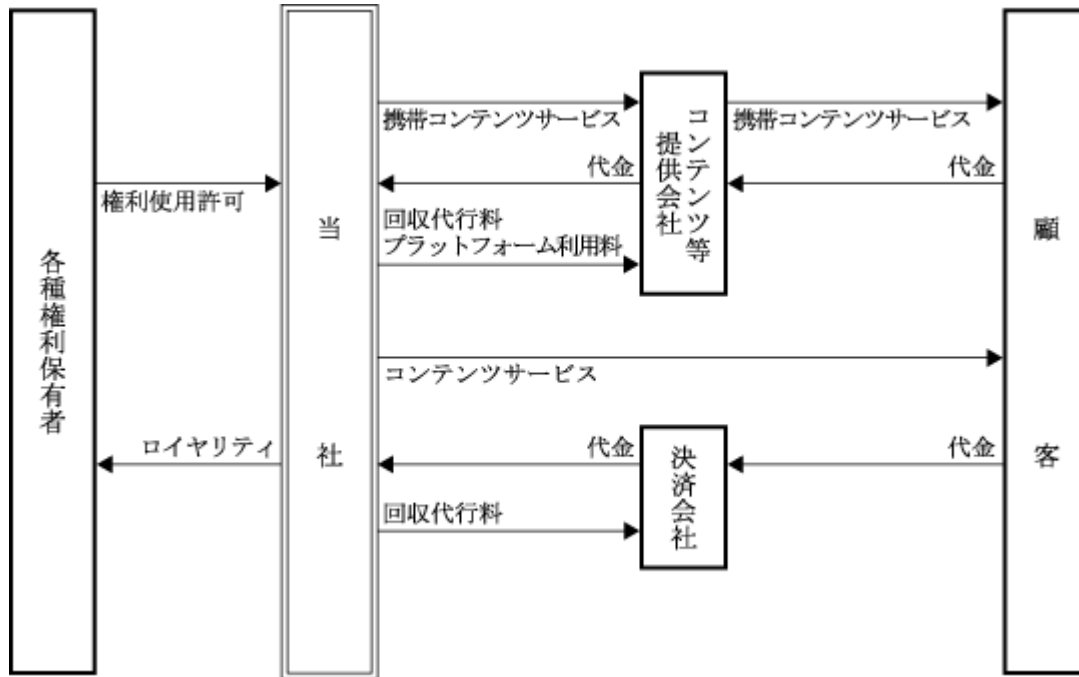 各種権利保有者
権利使用許可
ロイヤリティ
当社
携帯コンテンツサービス
代金
回収代行料
プラットフォーム利用料
コンテンツサービス
代金
回収代行料
コンテンツ等
提供会社
決済会社
携帯コンテンツサービス
代金
代金
顧客